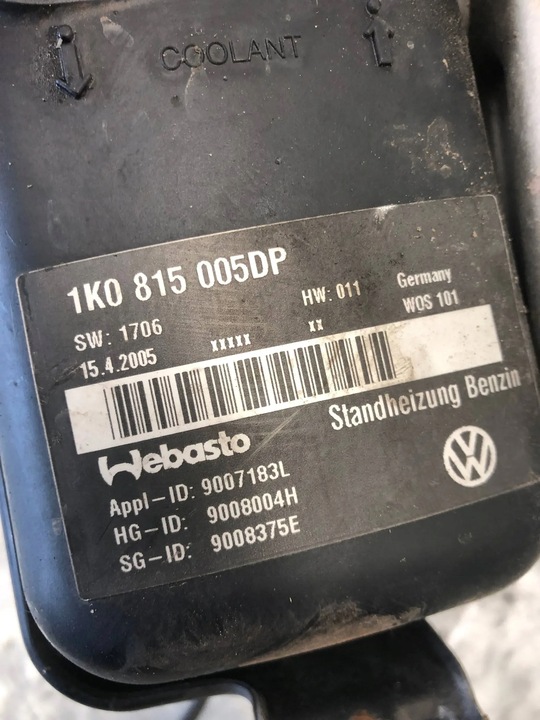 COOLANT
1K0 815 005DP
SW: 1706 HW: 011 Germany
15.4.2005 xxxxx xx WQS 101
Standheizung Benzin
Webasto
Appl-ID: 9007183L
HG-ID: 9008004H
SG-ID: 9008375E